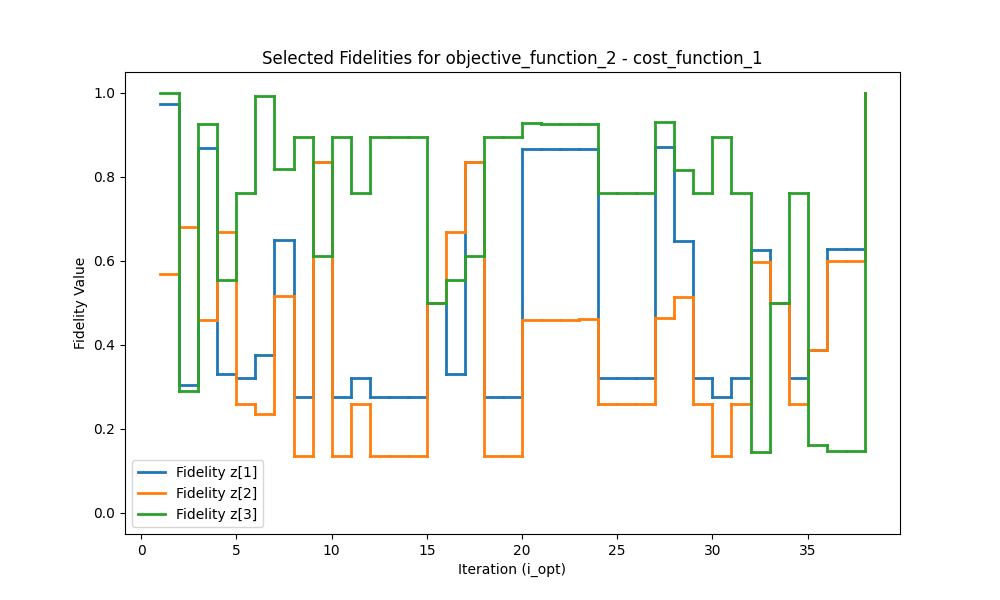 Selected Fidelities for objective_function_2 - cost_function_1
Fidelity Value
1.0
0.8
0.6
0.4
0.2
0.0
Fidelity z[1]
Fidelity z[2]
Fidelity z[3]
0 5 10 15 20 25 30 35
Iteration (i_opt)